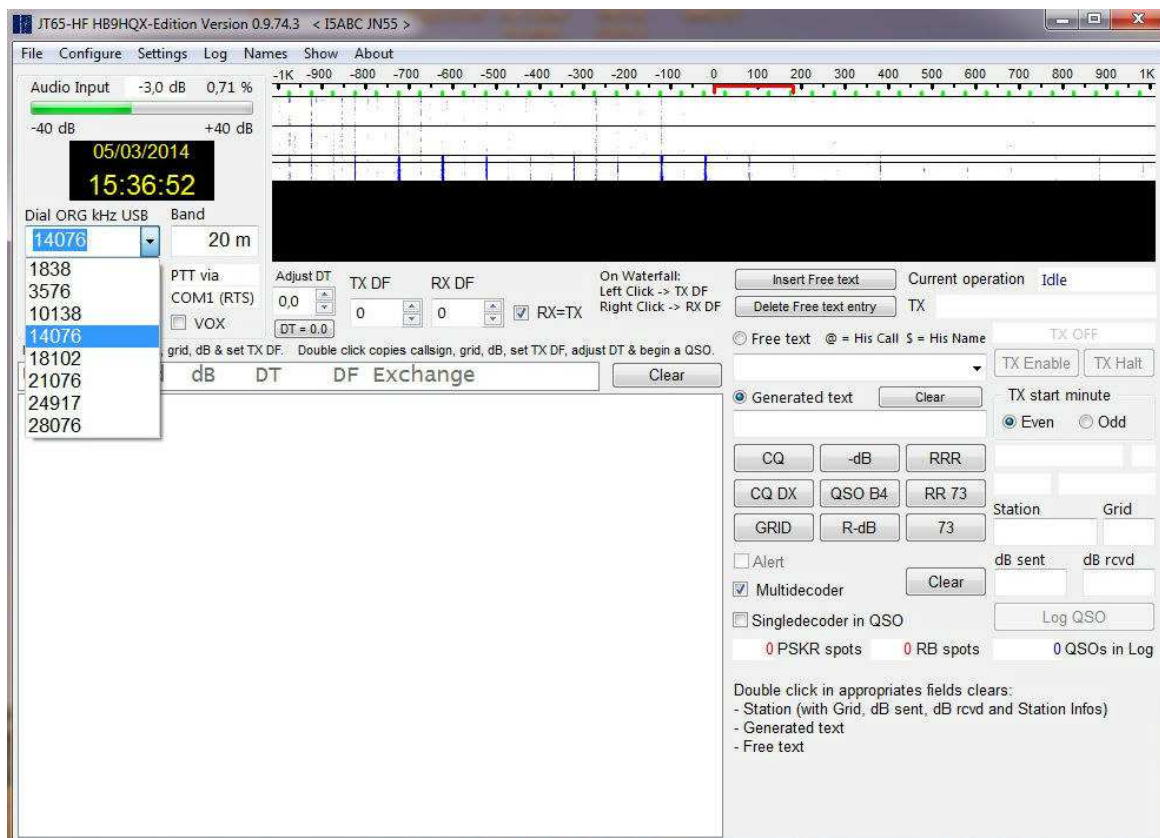 JT65-HF HB9HQX-Edition Version 0.9.74.3 < I5ABC JN55 >
File Configure Settings Log Names Show About
Audio Input -3,0 dB 0,71 %
-40 dB +40 dB
-1K -900 -800 -700 -600 -500 -400 -300 -200 -100 0 100 200 300 400 500 600 700 800 900 1K
05/03/2014
15:36:52
Dial ORG kHz USB Band
14076 20 m
1838
3576
10138
14076
18102
21076
24917
28076
PTT via
COM1 (RTS)
VOX
Adjust DT
0,0
DT = 0.0
TX DF RX DF
0 0 RX=TX
On Waterfall:
Left Click -> TX DF
Right Click -> RX DF
grid, dB & set TX DF. Double click copies callsign, grid, dB, set TX DF, adjust DT & begin a QSO.
dB DT DF Exchange
Clear
Insert Free text
Delete Free text entry
Current operation Idle
TX
Free text @ = His Call $ = His Name
TX OFF
TX Enable TX Halt
Generated text Clear
TX start minute
Even Odd
CQ -dB RRR
CQ DX QSO B4 RR 73
GRID R-dB 73
Station Grid
Alert
Multidecoder
Clear
dB sent dB rcvd
Singledecoder in QSO
Log QSO
0 PSKR spots 0 RB spots 0 QSOs in Log
Double click in appropriates fields clears:
- Station (with Grid, dB sent, dB rcvd and Station Infos)
- Generated text
- Free text